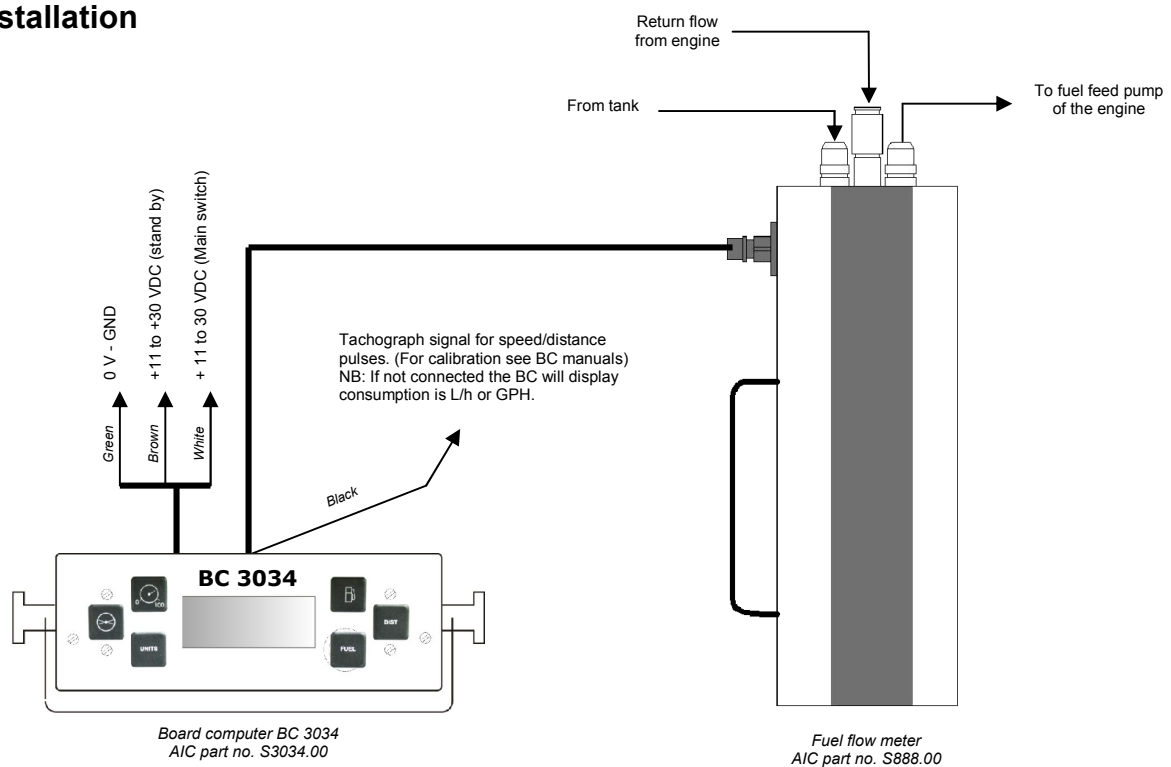 stallation
Return flow
from engine
From tank
To fuel feed pump
of the engine
0 V - GND
+11 to +30 VDC (stand by)
+ 11 to 30 VDC (Main switch)
Green
Brown
White
Tachograph signal for speed/distance
pulses. (For calibration see BC manuals)
NB: If not connected the BC will display
consumption is L/h or GPH.
Black
BC 3034
0 100
DIST
UNITS
FUEL
Board computer BC 3034
AIC part no. S3034.00
Fuel flow meter
AIC part no. S888.00